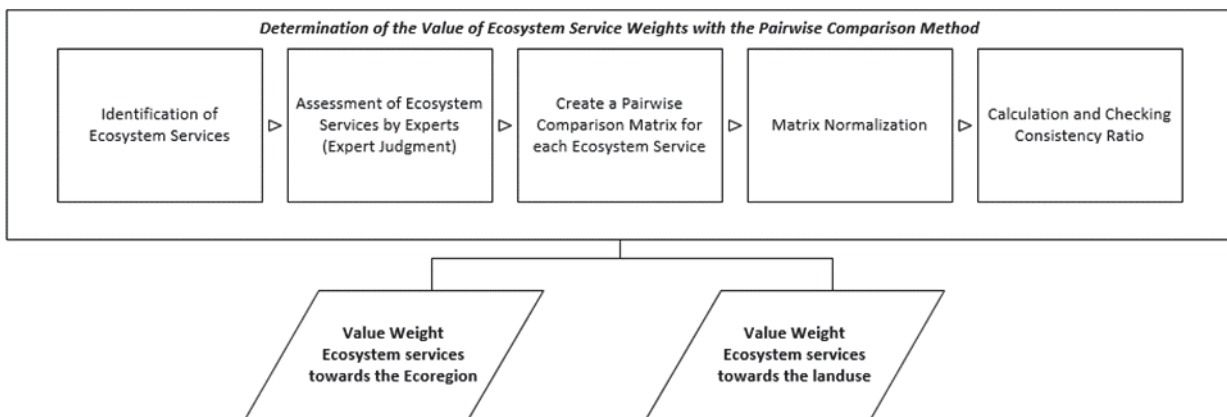 Determination of the Value of Ecosystem Service Weights with the Pairwise Comparison Method
Identification of
Ecosystem Services
Assessment of Ecosystem
Services by Experts
(Expert Judgment)
Create a Pairwise
Comparison Matrix for
each Ecosystem Service
Matrix Normalization
Calculation and Checking
Consistency Ratio
Value Weight
Ecosystem services
towards the Ecoregion
Value Weight
Ecosystem services
towards the landuse